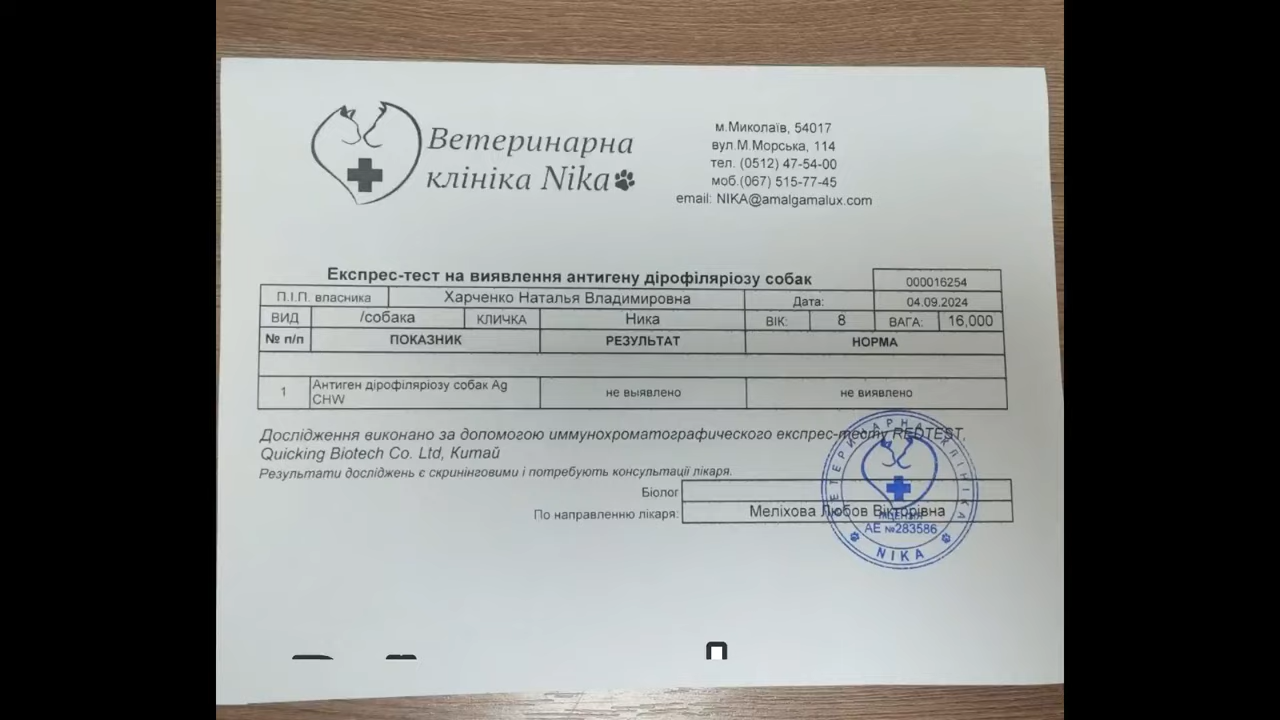 Ветеринарна
клініка Nika
м.Миколаїв, 54017
вул.М.Морська, 114
тел. (0512) 47-54-00
моб.(067) 515-77-45
email: NIKA@amalgamalux.com
Експрес-тест на виявлення антигену дірофіляріозу собак 000016254
П.І.П. власника Харченко Наталья Владимировна Дата: 04.09.2024
ВИД /собака КЛИЧКА Ника ВІК: 8 ВАГА: 16,000
№ п/п ПОКАЗНИК РЕЗУЛЬТАТ НОРМА
1 Антиген дірофіляріозу собак Ag CHW не выявлено не виявлено
Дослідження виконано за допомогою иммунохроматографического експрес-тесту REDTEST,
Quicking Biotech Co. Ltd, Китай
Результати досліджень є скринінговими і потребують консультації лікаря.
Біолог
По направленню лікаря: Меліхова Любов Вікторівна
ВЕТЕРИНАРНА КЛІНІКА
ЛІЦЕНЗІЯ
АЕ №283586
NIKA